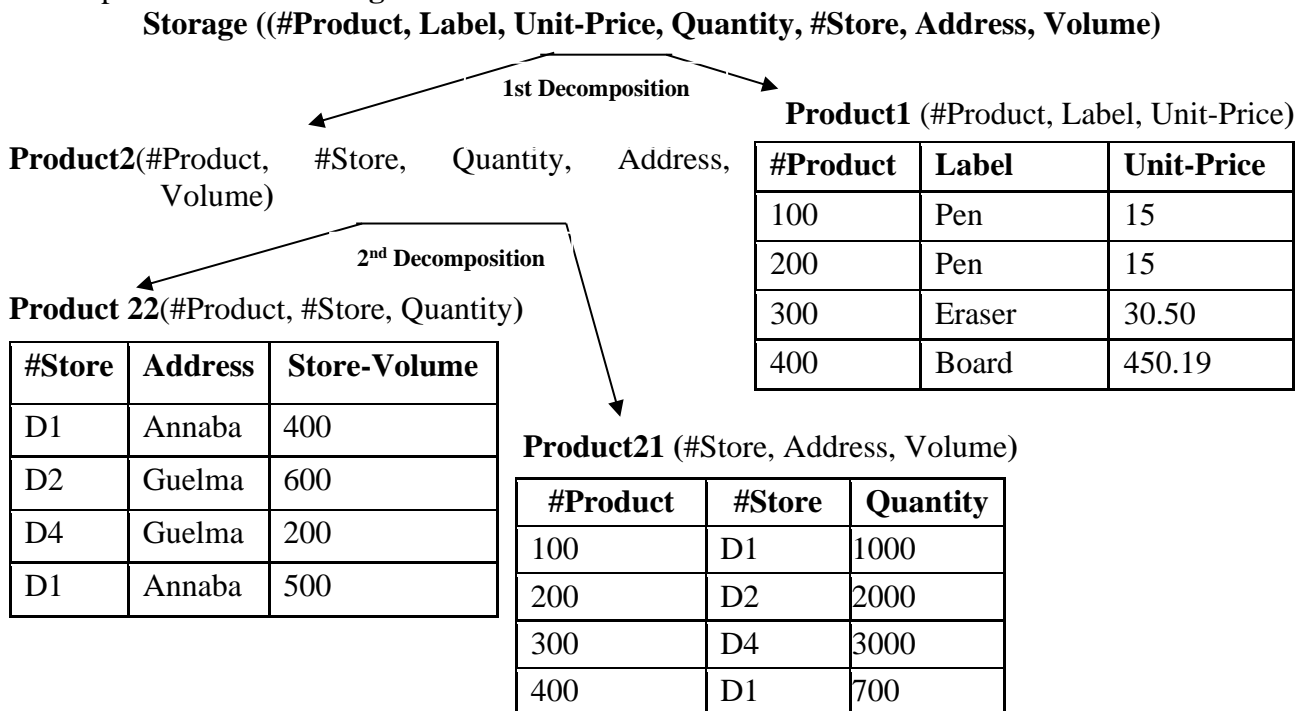 Storage ((#Product, Label, Unit-Price, Quantity, #Store, Address, Volume)
1st Decomposition
Product1 (#Product, Label, Unit-Price)
Product2(#Product, #Store, Quantity, Address,
Volume)
#Product Label Unit-Price
100 Pen 15
200 Pen 15
300 Eraser 30.50
400 Board 450.19
2nd Decomposition
Product 22(#Product, #Store, Quantity)
#Store Address Store-Volume
D1 Annaba 400
D2 Guelma 600
D4 Guelma 200
D1 Annaba 500
Product21 (#Store, Address, Volume)
#Product #Store Quantity
100 D1 1000
200 D2 2000
300 D4 3000
400 D1 700